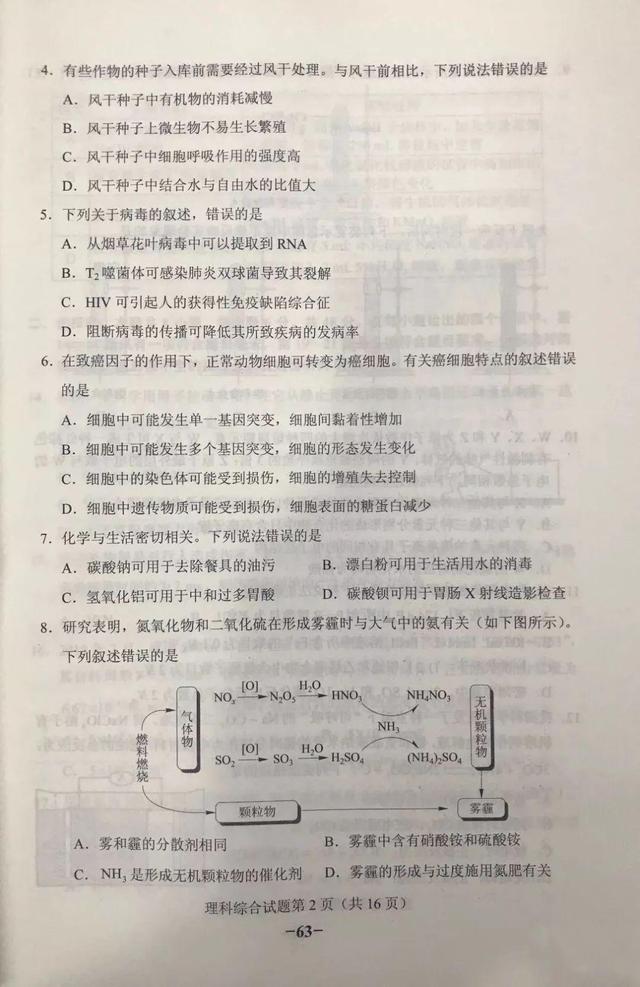 4. 有些作物的种子入库前需要经过风干处理。与风干前相比，下列说法错误的是
A. 风干种子中有机物的消耗减慢
B. 风干种子上微生物不易生长繁殖
C. 风干种子中细胞呼吸作用的强度高
D. 风干种子中结合水与自由水的比值大
5. 下列关于病毒的叙述，错误的是
A. 从烟草花叶病毒中可以提取到 RNA
B. T₂噬菌体可感染肺炎双球菌导致其裂解
C. HIV 可引起人的获得性免疫缺陷综合征
D. 阻断病毒的传播可降低其所致疾病的发病率
6. 在致癌因子的作用下，正常动物细胞可转变为癌细胞。有关癌细胞特点的叙述错误
的是
A. 细胞中可能发生单一基因突变，细胞间黏着性增加
B. 细胞中可能发生多个基因突变，细胞的形态发生变化
C. 细胞中的染色体可能受到损伤，细胞的增殖失去控制
D. 细胞中遗传物质可能受到损伤，细胞表面的糖蛋白减少
7. 化学与生活密切相关。下列说法错误的是
A. 碳酸钠可用于去除餐具的油污 B. 漂白粉可用于生活用水的消毒
C. 氢氧化铝可用于中和过多胃酸 D. 碳酸钡可用于胃肠 X 射线造影检查
8. 研究表明，氮氧化物和二氧化硫在形成雾霾时与大气中的氨有关（如下图所示）。
下列叙述错误的是
燃料燃烧
气体物
NOₓ [O] N₂O₅ H₂O HNO₃ NH₄NO₃
NH₃
SO₂ [O] SO₃ H₂O H₂SO₄ (NH₄)₂SO₄
无机颗粒物
颗粒物 雾霾
A. 雾和霾的分散剂相同 B. 雾霾中含有硝酸铵和硫酸铵
C. NH₃ 是形成无机颗粒物的催化剂 D. 雾霾的形成与过度施用氮肥有关
理科综合试题第 2 页（共 16 页）
-63-